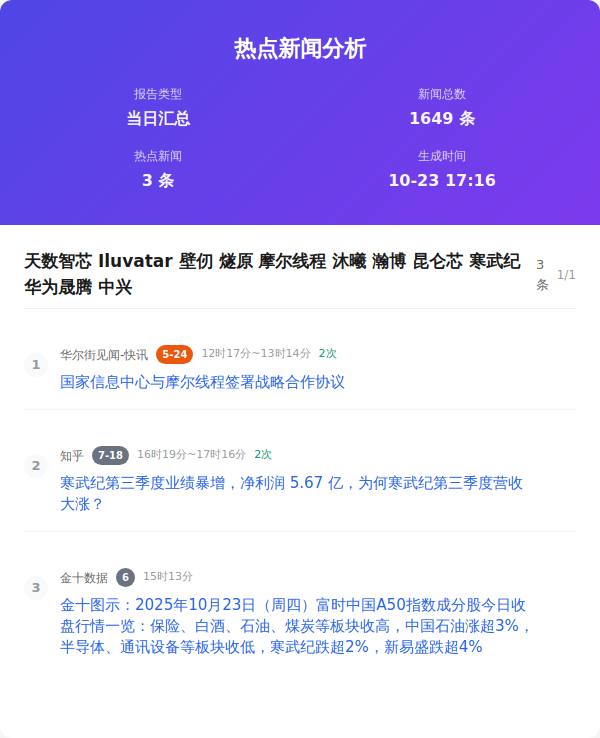 热点新闻分析
报告类型
当日汇总
新闻总数
1649 条
热点新闻
3 条
生成时间
10-23 17:16
天数智芯 Iluvatar 壁仞 燧原 摩尔线程 沐曦 瀚博 昆仑芯 寒武纪
华为晟腾 中兴
3
条
1/1
1
华尔街见闻-快讯 5-24 12时17分~13时14分 2次
国家信息中心与摩尔线程签署战略合作协议
2
知乎 7-18 16时19分~17时16分 2次
寒武纪第三季度业绩暴增，净利润 5.67 亿，为何寒武纪第三季度营收
大涨？
3
金十数据 6 15时13分
金十图示：2025年10月23日（周四）富时中国A50指数成分股今日收
盘行情一览：保险、白酒、石油、煤炭等板块收高，中国石油涨超3%，
半导体、通讯设备等板块收低，寒武纪跌超2%，新易盛跌超4%